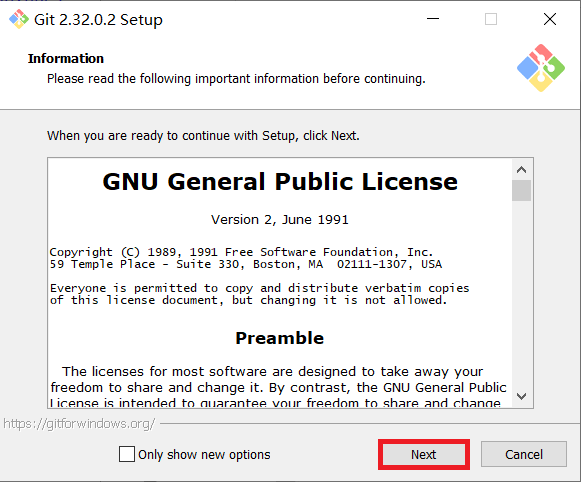 Git 2.32.0.2 Setup
Information
Please read the following important information before continuing.
When you are ready to continue with Setup, click Next.
GNU General Public License
Version 2, June 1991
Copyright (C) 1989, 1991 Free Software Foundation, Inc.
59 Temple Place - Suite 330, Boston, MA  02111-1307, USA
Everyone is permitted to copy and distribute verbatim copies
of this license document, but changing it is not allowed.
Preamble
The licenses for most software are designed to take away your
freedom to share and change it. By contrast, the GNU General Public
License is intended to guarantee your freedom to share and change
https://gitforwindows.org/
Only show new options
Next
Cancel